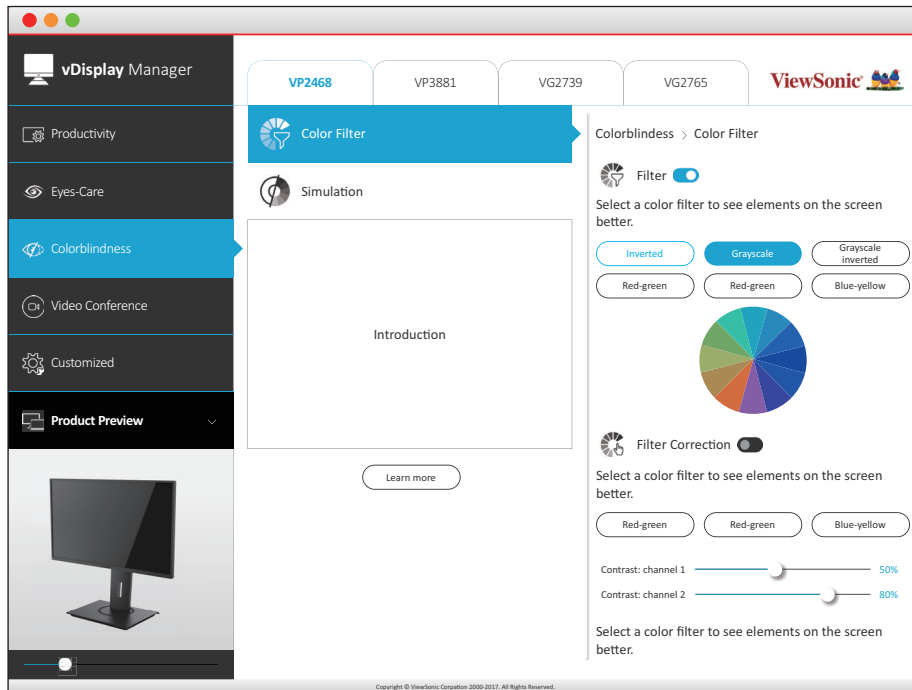 vDisplay Manager
VP2468
VP3881
VG2739
VG2765
ViewSonic
Productivity
Eyes-Care
Colorblindness
Video Conference
Customized
Product Preview
Color Filter
Simulation
Introduction
Learn more
Colorblindess > Color Filter
Filter
Select a color filter to see elements on the screen
better.
Inverted
Grayscale
Grayscale
inverted
Red-green
Red-green
Blue-yellow
Filter Correction
Select a color filter to see elements on the screen
better.
Red-green
Red-green
Blue-yellow
Contrast: channel 1 50%
Contrast: channel 2 80%
Select a color filter to see elements on the screen
better.
Copyright © ViewSonic Corpation 2000-2017. All Rights Reserved.